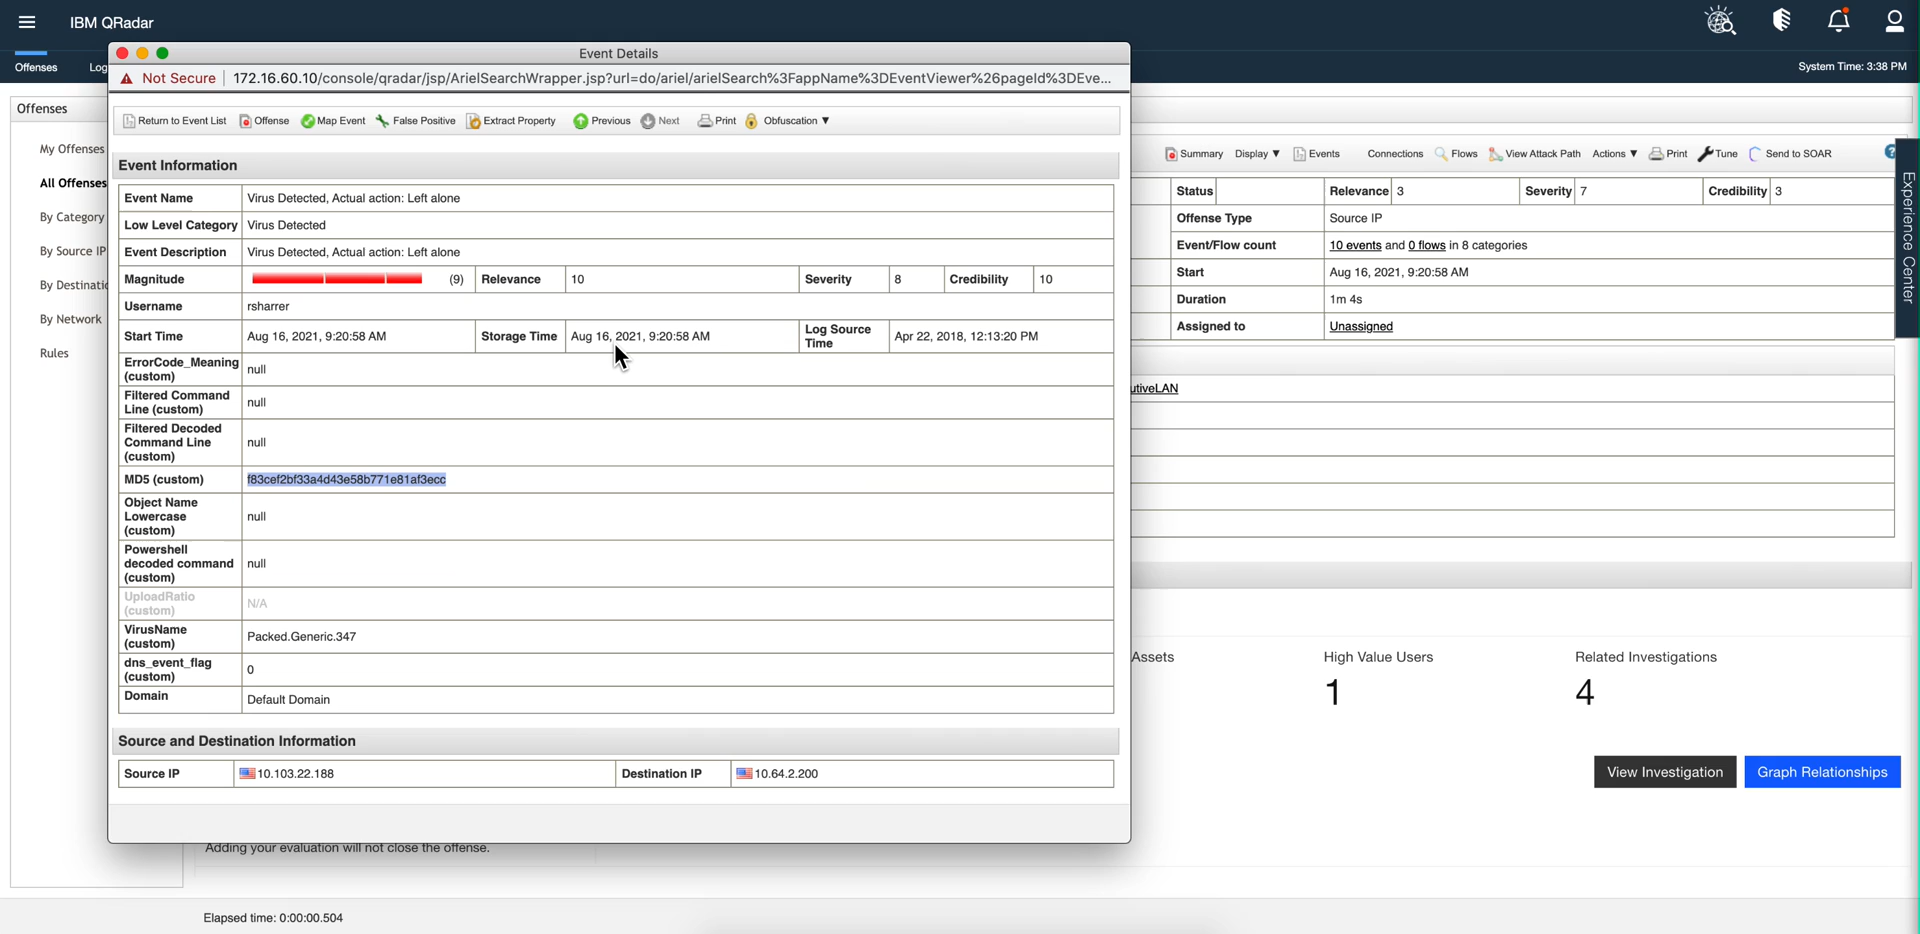 IBM QRadar
Offenses
Log
System Time: 3:38 PM
Event Details
Not Secure
172.16.60.10/console/qradar/jsp/ArielSearchWrapper.jsp?url=do/ariel/arielSearch%3FappName%3DEventViewer%26pageId%3DEve...
Return to Event List Offense Map Event False Positive Extract Property Previous Next Print Obfuscation ▼
Event Information
Event Name Virus Detected, Actual action: Left alone
Low Level Category Virus Detected
Event Description Virus Detected, Actual action: Left alone
Magnitude (9) Relevance 10 Severity 8 Credibility 10
Username rsharrer
Start Time Aug 16, 2021, 9:20:58 AM Storage Time Aug 16, 2021, 9:20:58 AM Log Source Time Apr 22, 2018, 12:13:20 PM
ErrorCode_Meaning (custom) null
Filtered Command Line (custom) null
Filtered Decoded Command Line (custom) null
MD5 (custom) f83cef2bf33a4d43e58b771e81af3ecc
Object Name Lowercase (custom) null
Powershell decoded command (custom) null
UploadRatio (custom) N/A
VirusName (custom) Packed.Generic.347
dns_event_flag (custom) 0
Domain Default Domain
Source and Destination Information
Source IP 10.103.22.188 Destination IP 10.64.2.200
Offenses
My Offenses
All Offenses
By Category
By Source IP
By Destinatio
By Network
Rules
Summary Display ▼ Events Connections Flows View Attack Path Actions ▼ Print Tune Send to SOAR
?
Experience Center
Status Relevance 3 Severity 7 Credibility 3
Offense Type Source IP
Event/Flow count 10 events and 0 flows in 8 categories
Start Aug 16, 2021, 9:20:58 AM
Duration 1m 4s
Assigned to Unassigned
utiveLAN
Assets
High Value Users
1
Related Investigations
4
View Investigation
Graph Relationships
Adding your evaluation will not close the offense.
Elapsed time: 0:00:00.504